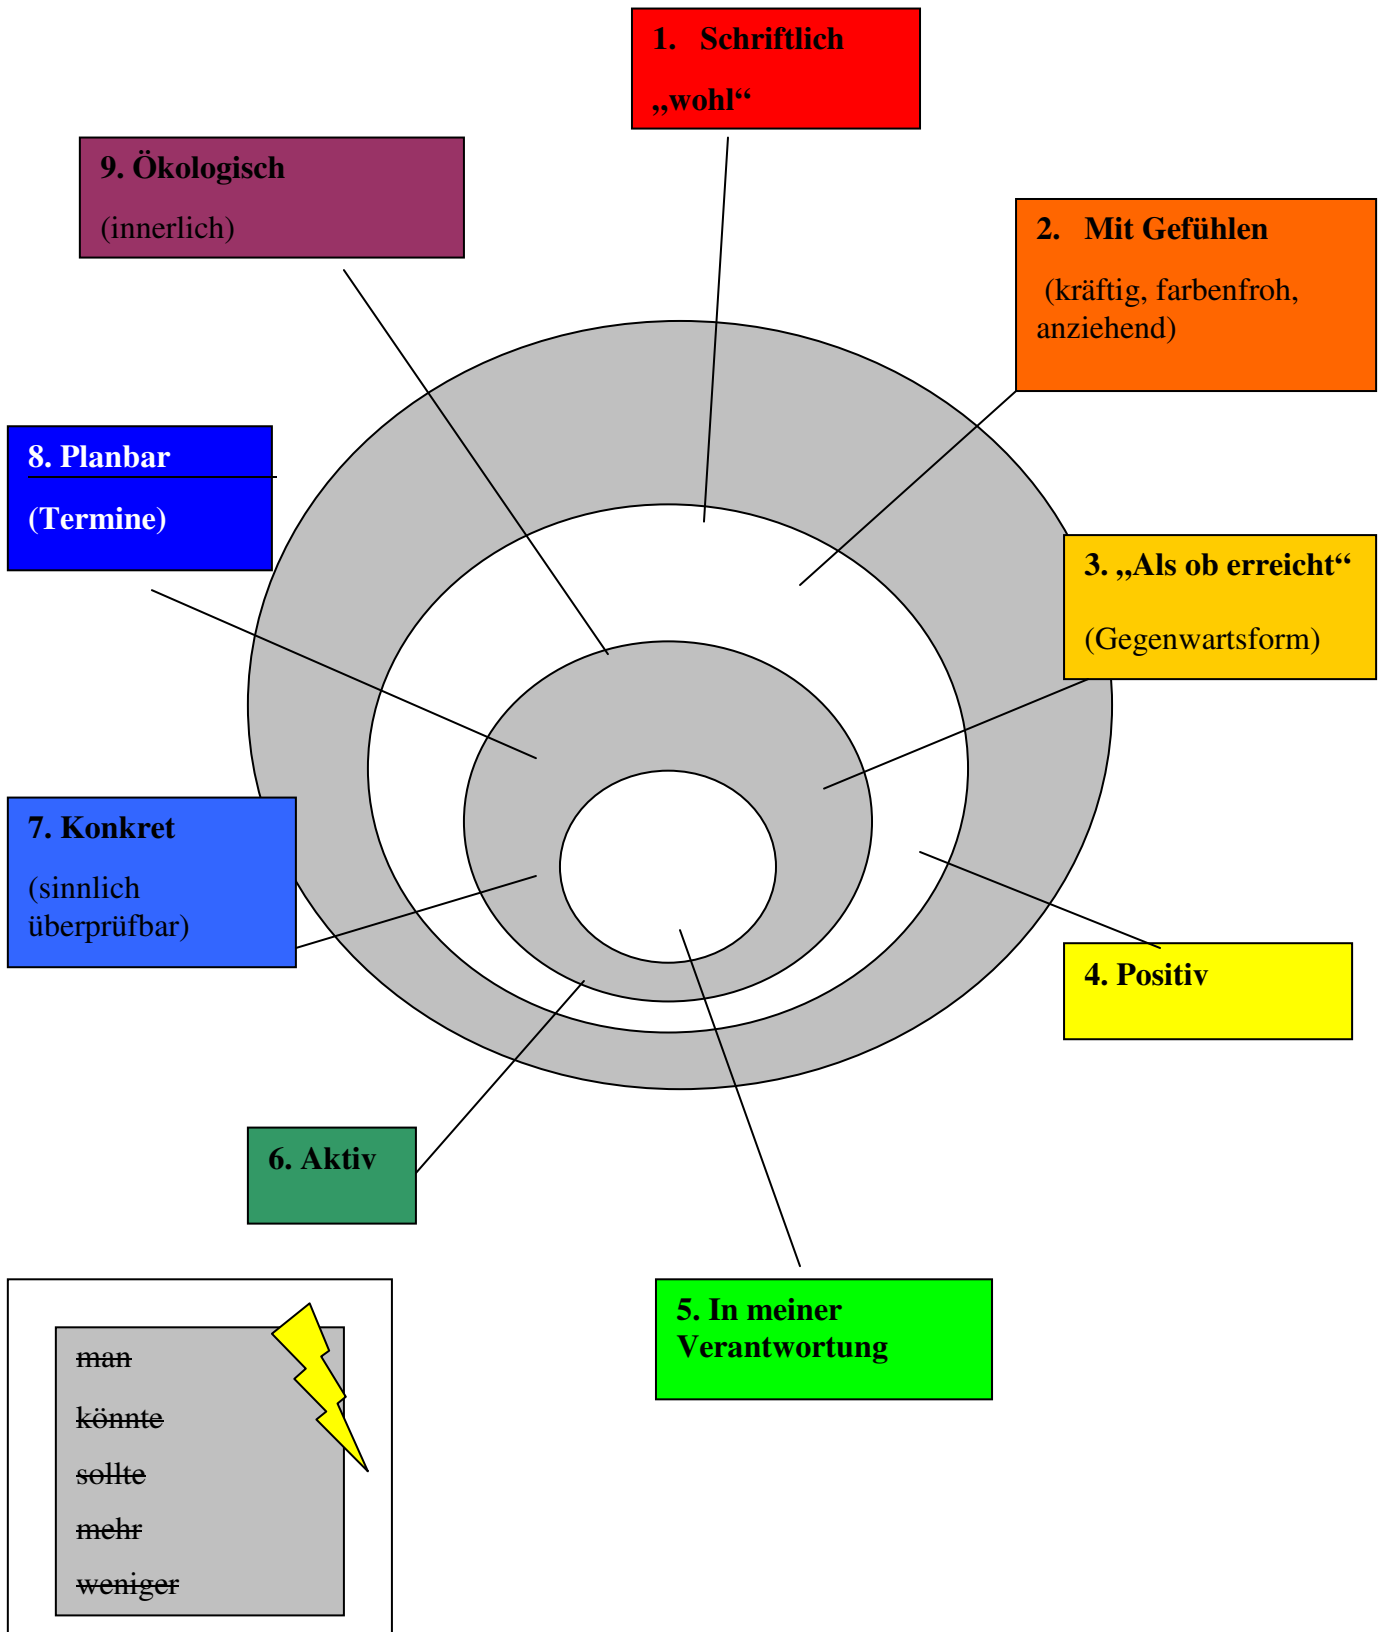 1. Schriftlich
„wohl“
9. Ökologisch
(innerlich)
2. Mit Gefühlen
(kräftig, farbenfroh,
anziehend)
8. Planbar
(Termine)
3. „Als ob erreicht“
(Gegenwartsform)
7. Konkret
(sinnlich
überprüfbar)
4. Positiv
6. Aktiv
5. In meiner
Verantwortung
man
könnte
sollte
mehr
weniger